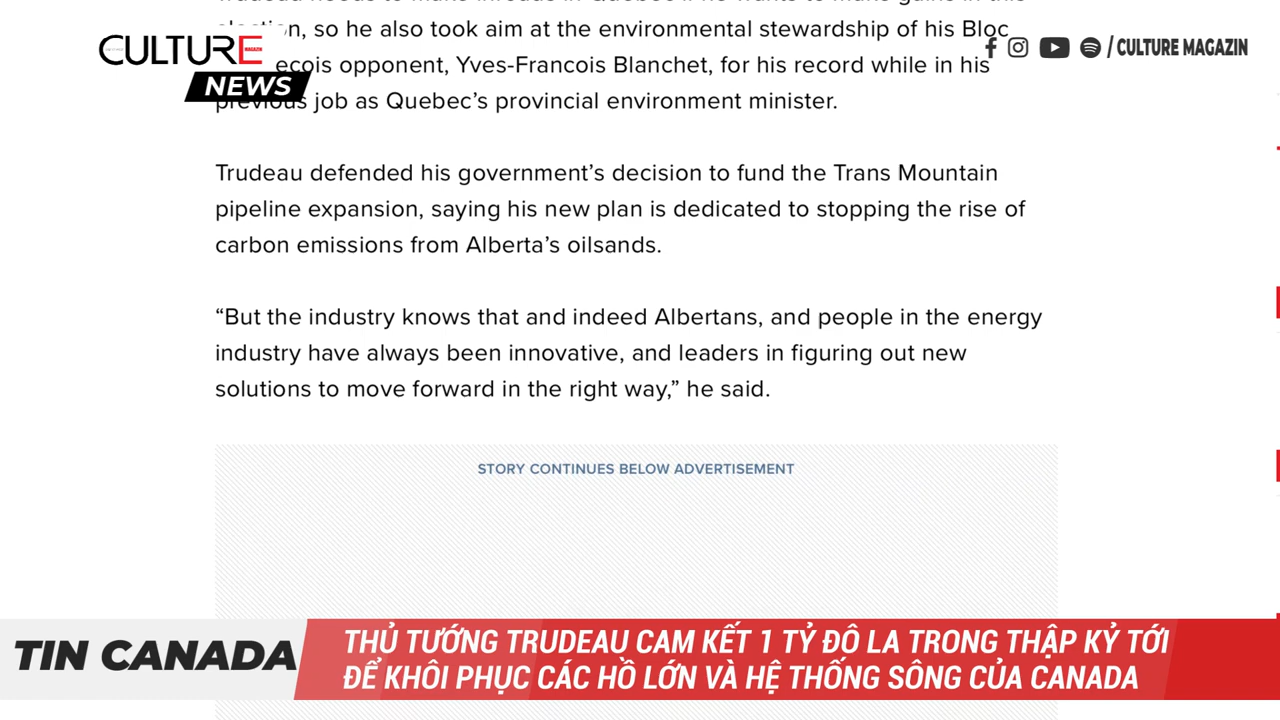 election, so he also took aim at the environmental stewardship of his Bloc
CULTURE
MAGAZIN
NEWS
/ CULTURE MAGAZIN
ecois opponent, Yves-Francois Blanchet, for his record while in his
previous job as Quebec’s provincial environment minister.
Trudeau defended his government’s decision to fund the Trans Mountain
pipeline expansion, saying his new plan is dedicated to stopping the rise of
carbon emissions from Alberta’s oilsands.
“But the industry knows that and indeed Albertans, and people in the energy
industry have always been innovative, and leaders in figuring out new
solutions to move forward in the right way,” he said.
STORY CONTINUES BELOW ADVERTISEMENT
TIN CANADA
THỦ TƯỚNG TRUDEAU CAM KẾT 1 TỶ ĐÔ LA TRONG THẬP KỶ TỚI
ĐỂ KHÔI PHỤC CÁC HỒ LỚN VÀ HỆ THỐNG SÔNG CỦA CANADA